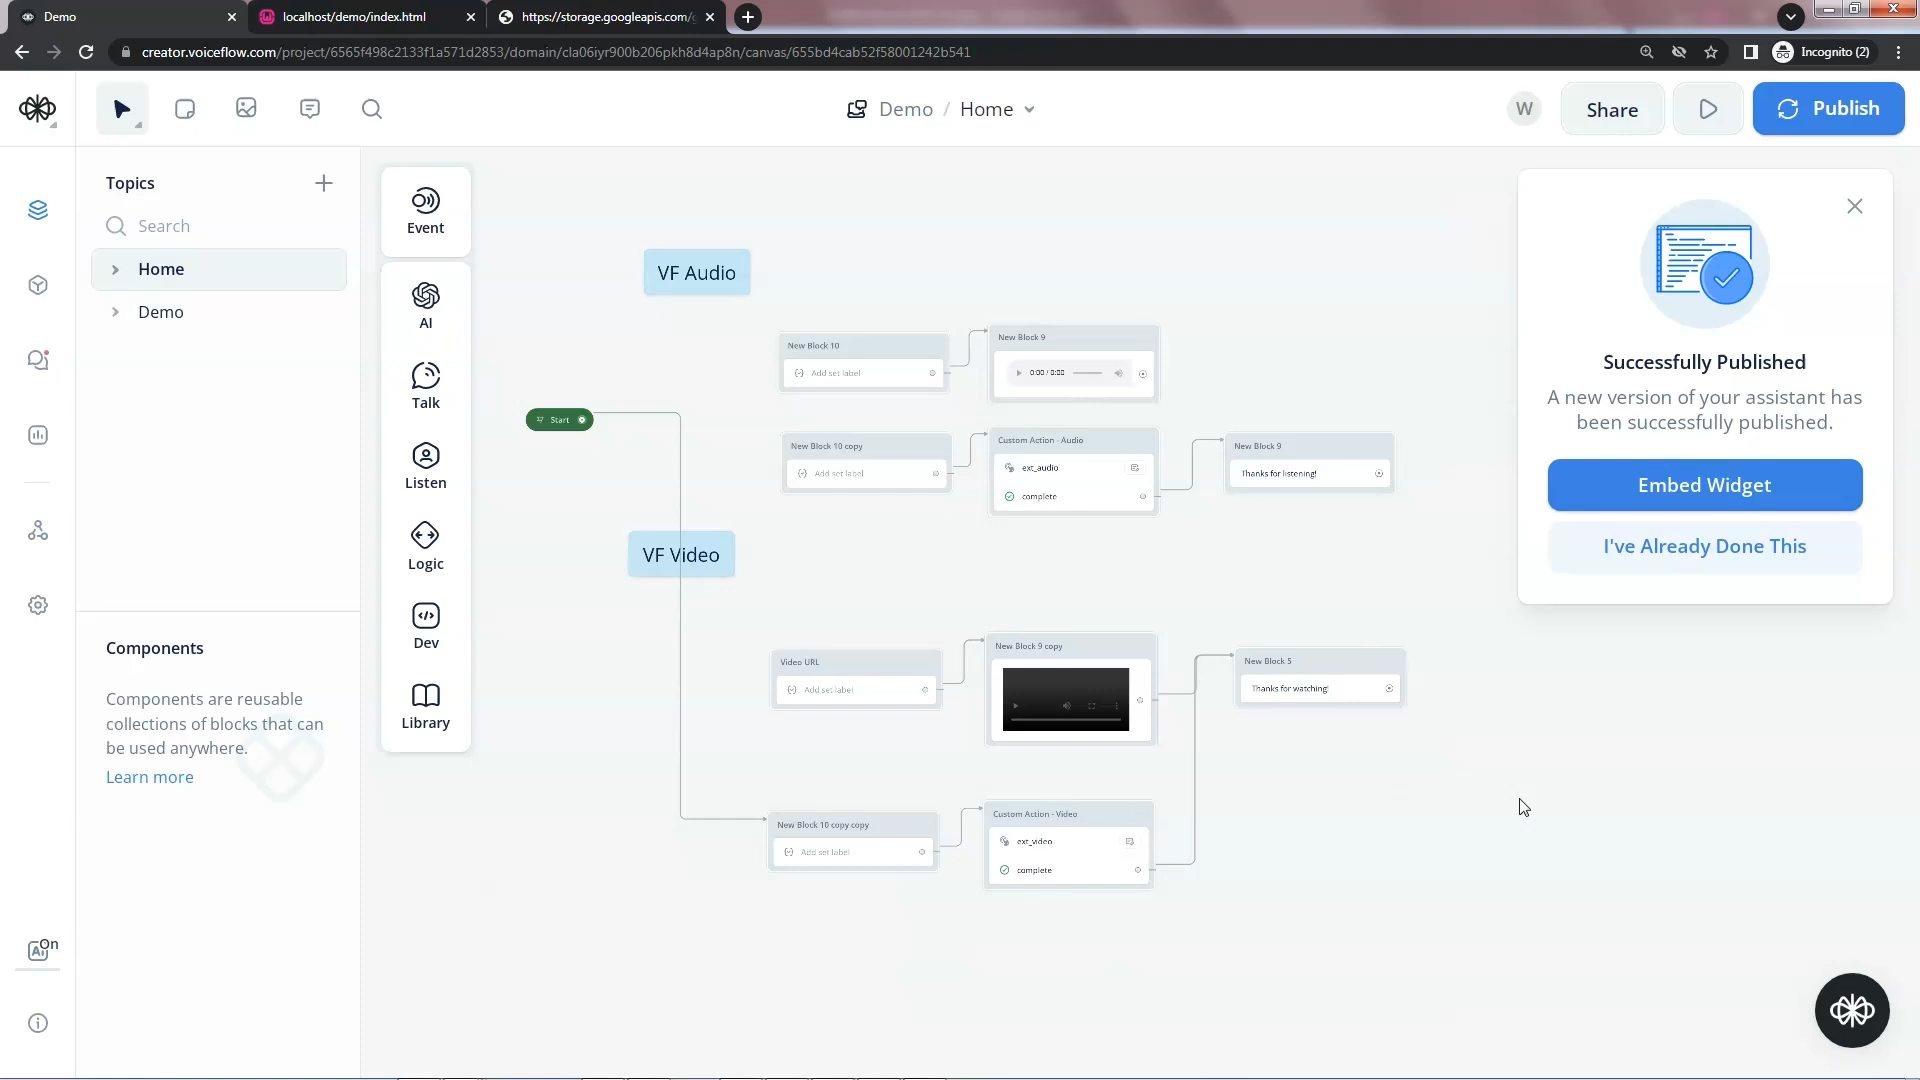 Demo
localhost/demo/index.html
https://storage.googleapis.com/
creator.voiceflow.com/project/6565f498c2133f1a571d2853/domain/cla06iyr900b206pkh8d4ap8n/canvas/655bd4cab52f58001242b541
Incognito (2)
Demo / Home
W
Share
Publish
Topics
Search
Home
Demo
Components
Components are reusable
collections of blocks that can
be used anywhere.
Learn more
On
Ai
Event
AI
Talk
Listen
Logic
Dev
Library
VF Audio
New Block 10
Add set label
New Block 9
0:00 / 0:00
Start
New Block 10 copy
Add set label
Custom Action - Audio
ext_audio
complete
New Block 9
Thanks for listening!
VF Video
Video URL
Add set label
New Block 9 copy
New Block 5
Thanks for watching!
New Block 10 copy copy
Add set label
Custom Action - Video
ext_video
complete
Successfully Published
A new version of your assistant has
been successfully published.
Embed Widget
I've Already Done This